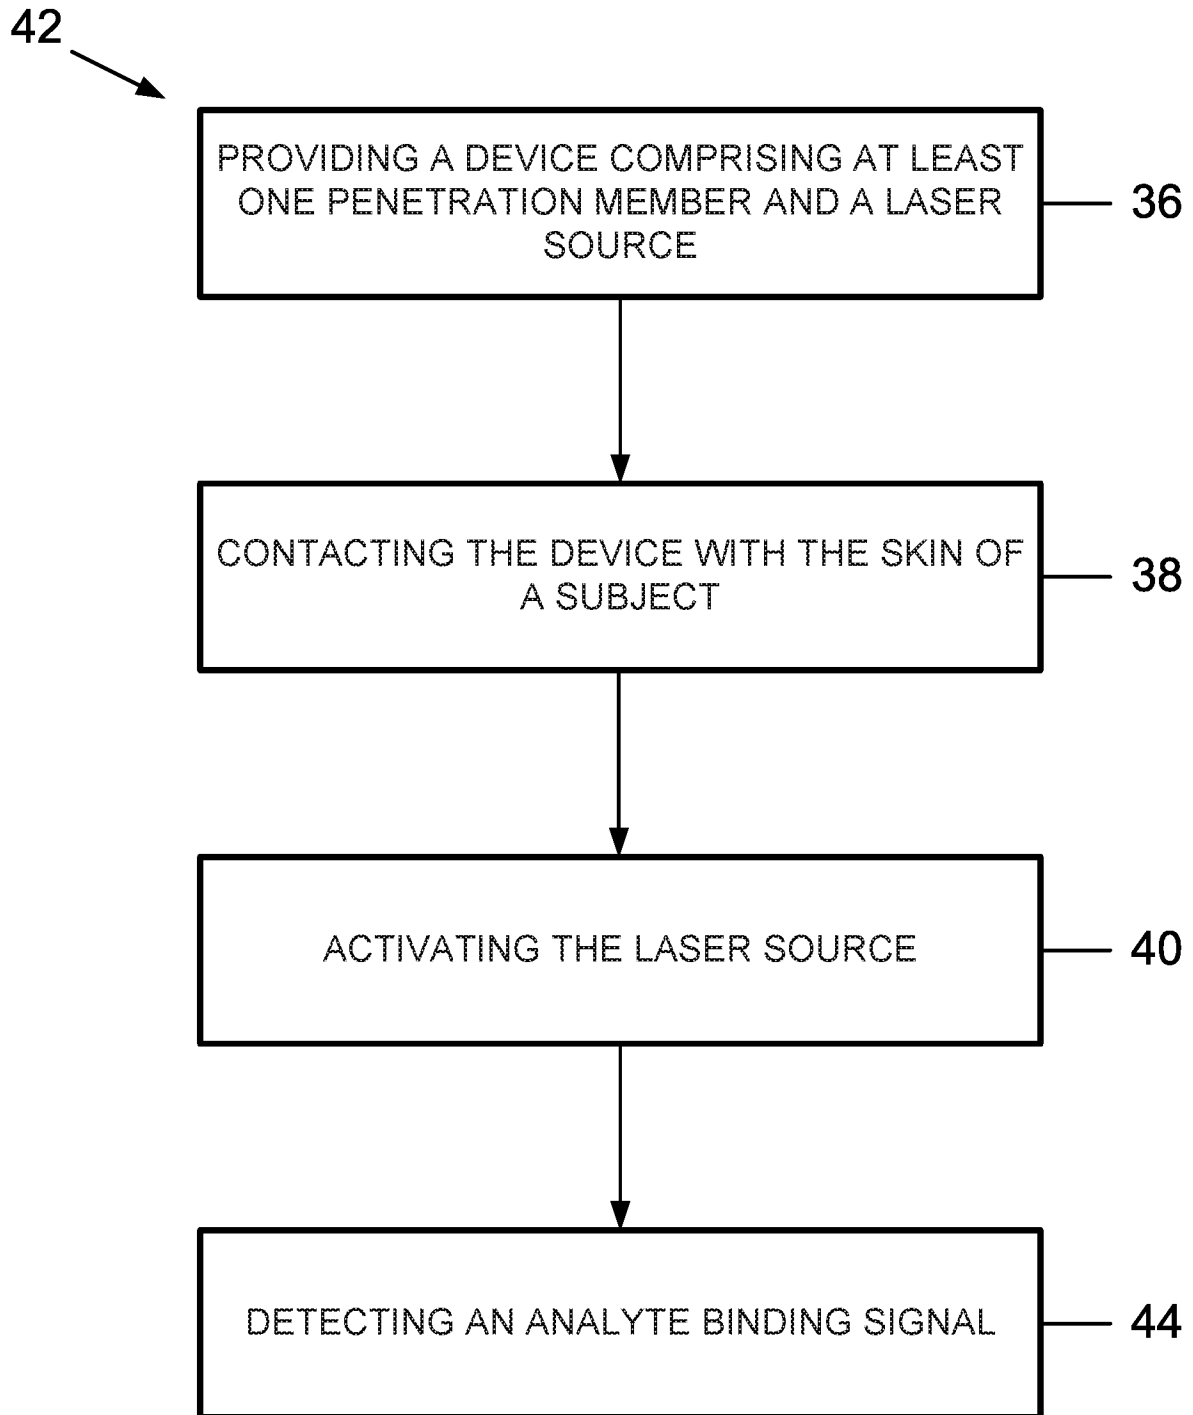 42
PROVIDING A DEVICE COMPRISING AT LEAST
ONE PENETRATION MEMBER AND A LASER
SOURCE
36
CONTACTING THE DEVICE WITH THE SKIN OF
A SUBJECT
38
ACTIVATING THE LASER SOURCE
40
DETECTING AN ANALYTE BINDING SIGNAL
44